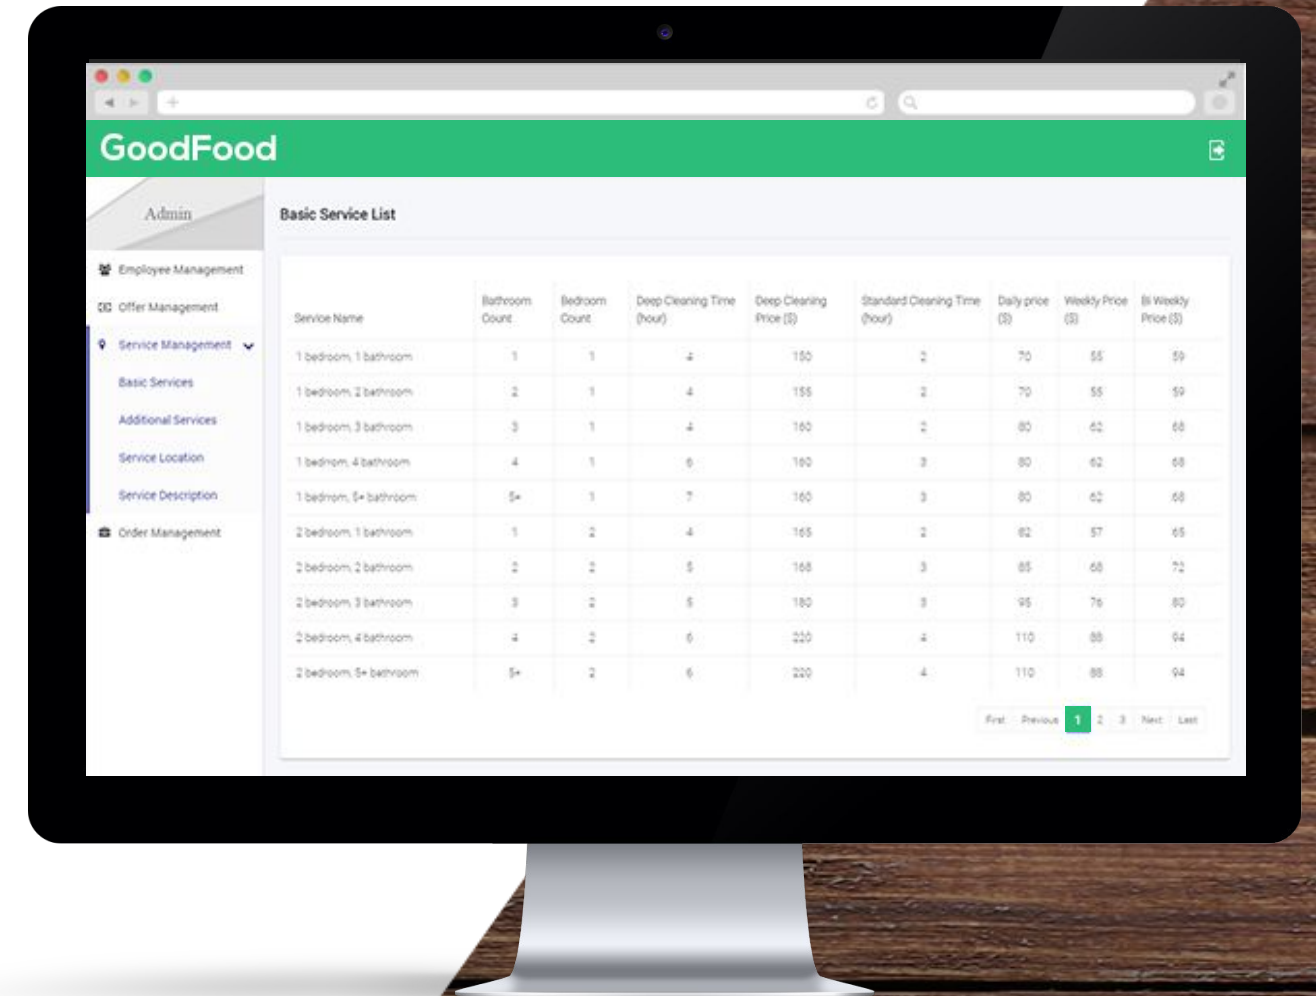 GoodFood
Admin
Basic Service List
Employee Management
Offer Management
Service Management
Basic Services
Additional Services
Service Location
Service Description
Order Management
Service Name Bathroom Count Bedroom Count Deep Cleaning Time (hour) Deep Cleaning Price ($) Standard Cleaning Time (hour) Daily price ($) Weekly Price ($) Bi Weekly Price ($)
1 bedroom, 1 bathroom 1 1 4 150 2 70 55 59
1 bedroom, 2 bathroom 2 1 4 155 2 70 55 59
1 bedroom, 3 bathroom 3 1 4 160 2 80 62 68
1 bedrrom, 4 bathroom 4 1 6 160 3 80 62 68
1 bedrrom, 5+ bathroom 5+ 1 7 160 3 80 62 68
2 bedroom, 1 bathroom 1 2 4 165 2 82 57 65
2 bedroom, 2 bathroom 2 2 5 168 3 85 68 72
2 bedroom, 3 bathroom 3 2 5 180 3 95 76 80
2 bedroom, 4 bathroom 4 2 6 220 4 110 88 94
2 bedroom, 5+ bathroom 5+ 2 6 220 4 110 88 94
First Previous 1 2 3 Next Last